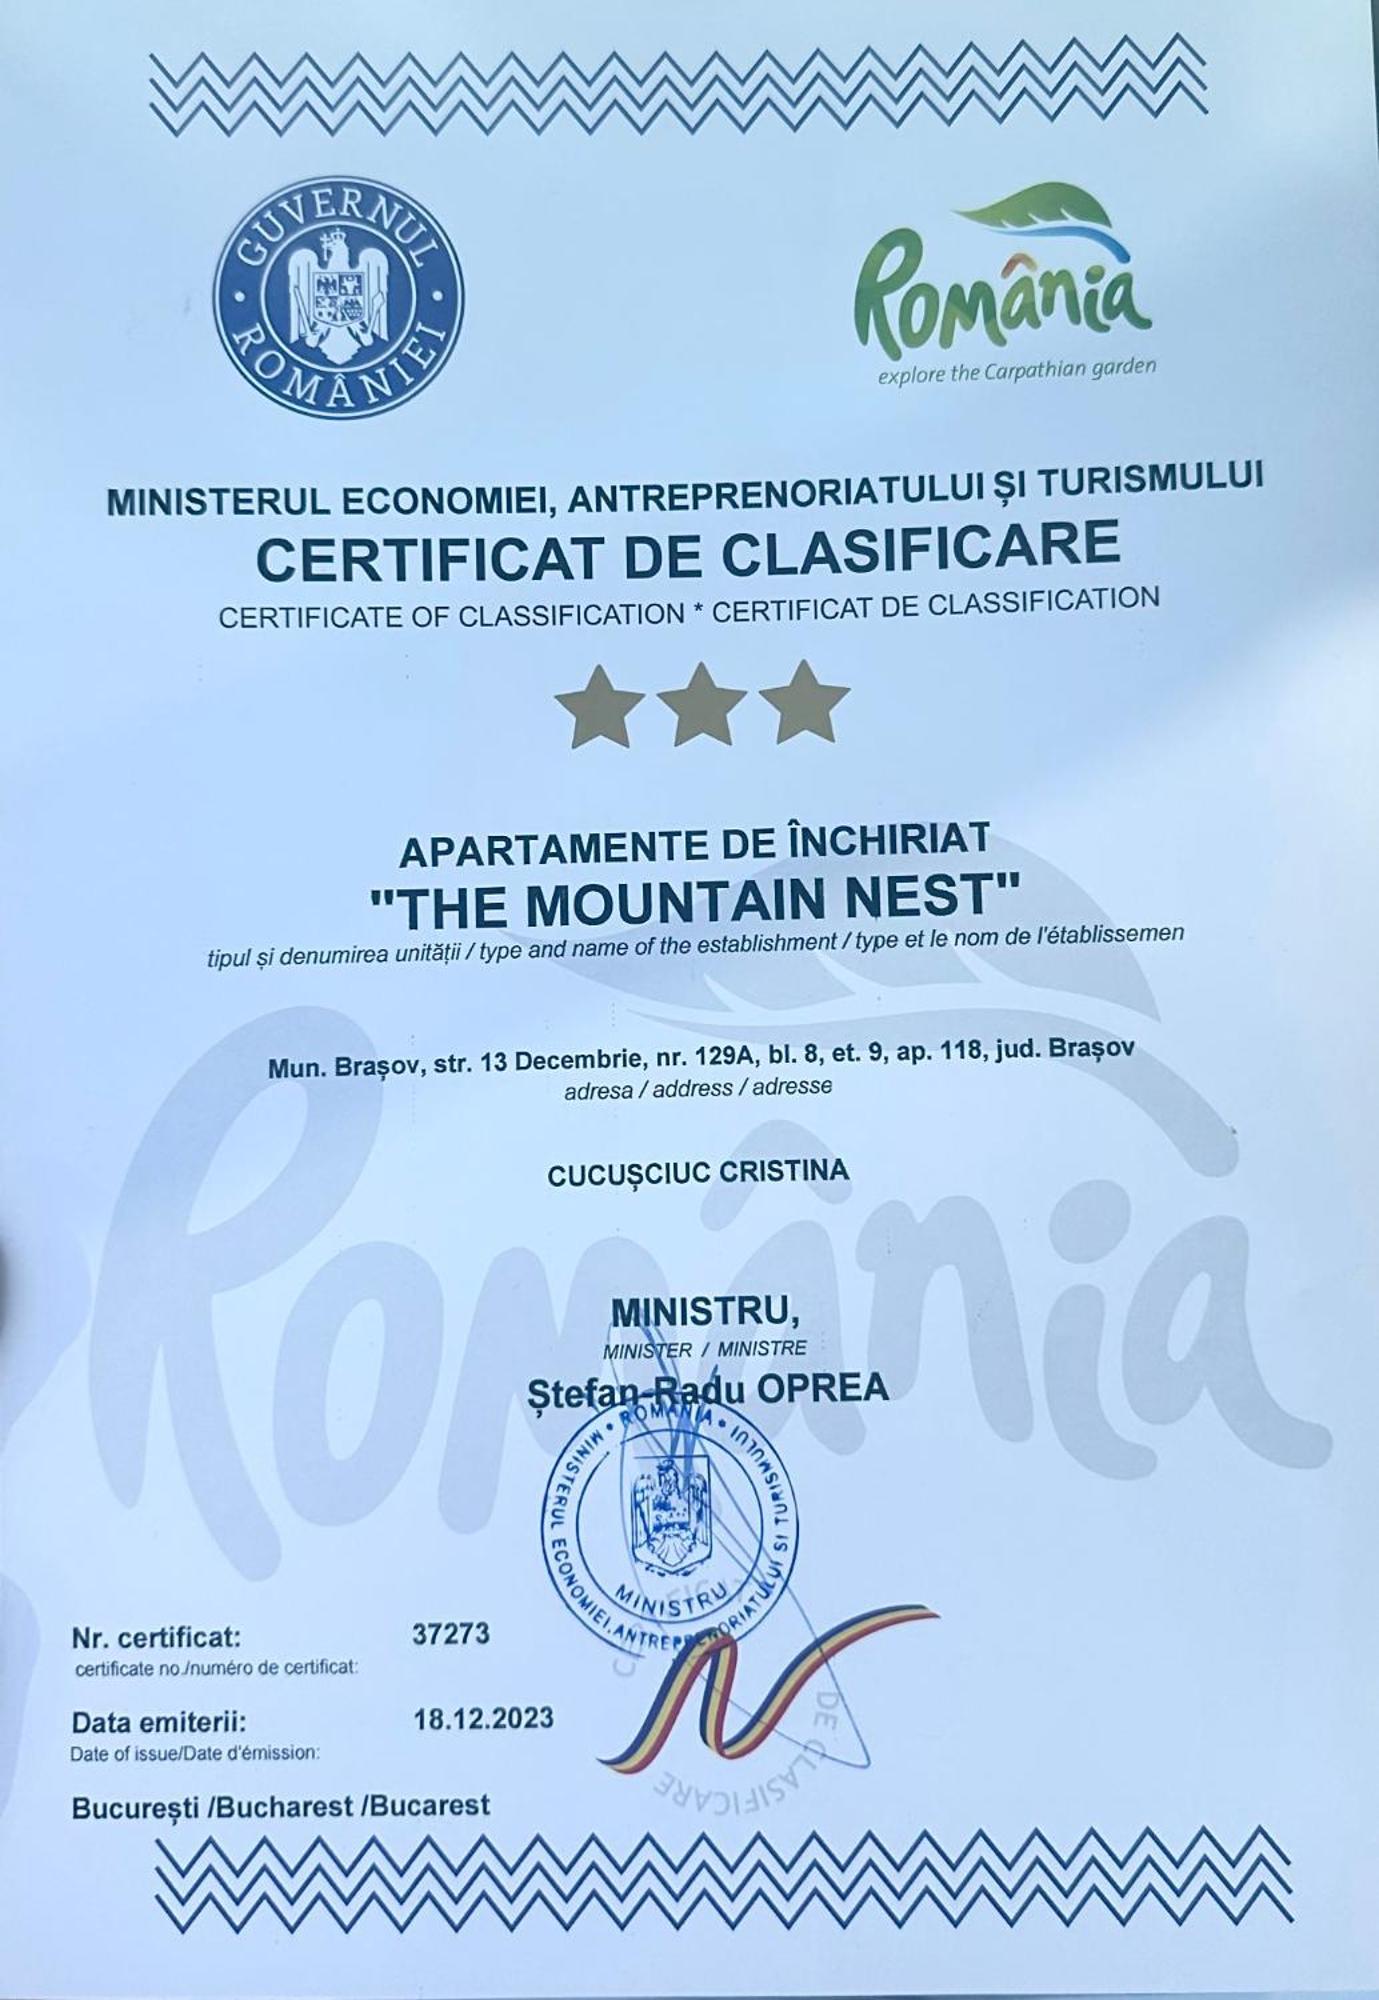 GUVERNUL ROMÂNIEI
România
explore the Carpathian garden
MINISTERUL ECONOMIEI, ANTREPRENORIATULUI ȘI TURISMULUI
CERTIFICAT DE CLASIFICARE
CERTIFICATE OF CLASSIFICATION * CERTIFICAT DE CLASSIFICATION
APARTAMENTE DE ÎNCHIRIAT
"THE MOUNTAIN NEST"
tipul și denumirea unității / type and name of the establishment / type et le nom de l'établissemen
Mun. Brașov, str. 13 Decembrie, nr. 129A, bl. 8, et. 9, ap. 118, jud. Brașov
adresa / address / adresse
CUCUȘCIUC CRISTINA
România
MINISTRU,
MINISTER / MINISTRE
Ștefan-Radu OPREA
• ROMÂNIA •
MINISTERUL ECONOMIEI, ANTREPRENORIATULUI SI TURISMULUI
MINISTRU
Nr. certificat: 37273
certificate no./numéro de certificat:
Data emiterii: 18.12.2023
Date of issue/Date d'émission:
DE CLASIFICARE
București /Bucharest /Bucarest